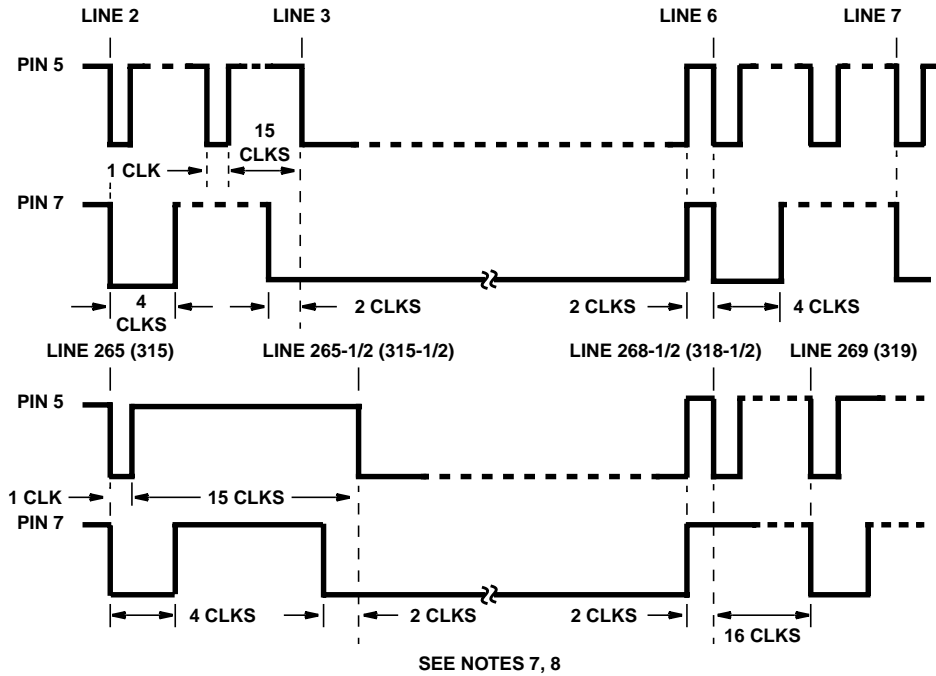 LINE 2 LINE 3 LINE 6 LINE 7
PIN 5
15
CLKS
1 CLK
PIN 7
4
CLKS
2 CLKS 2 CLKS 4 CLKS
LINE 265 (315) LINE 265-1/2 (315-1/2) LINE 268-1/2 (318-1/2) LINE 269 (319)
PIN 5
1 CLK 15 CLKS
PIN 7
4 CLKS 2 CLKS 2 CLKS
16 CLKS
SEE NOTES 7, 8